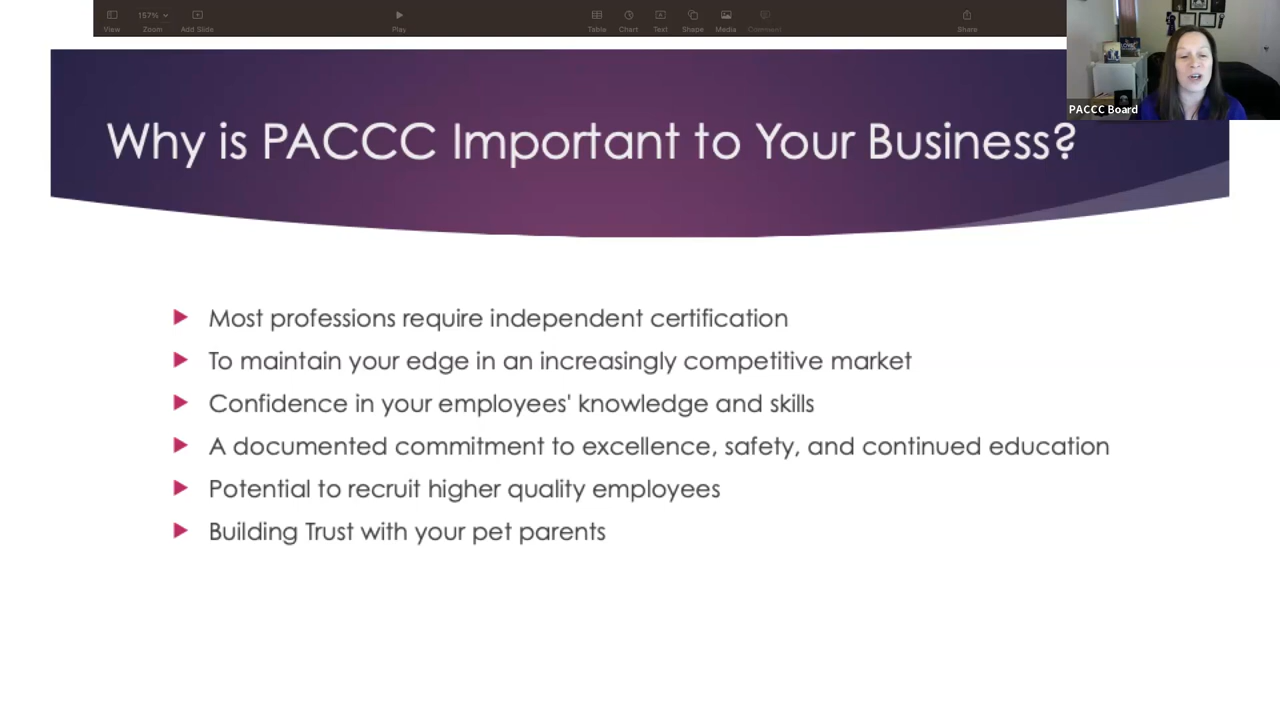 157%
View
Zoom
Add Slide
Play
Table
Chart
Text
Shape
Media
Comment
Share
PACCC Board
Why is PACCC Important to Your Business?
Most professions require independent certification
To maintain your edge in an increasingly competitive market
Confidence in your employees' knowledge and skills
A documented commitment to excellence, safety, and continued education
Potential to recruit higher quality employees
Building Trust with your pet parents